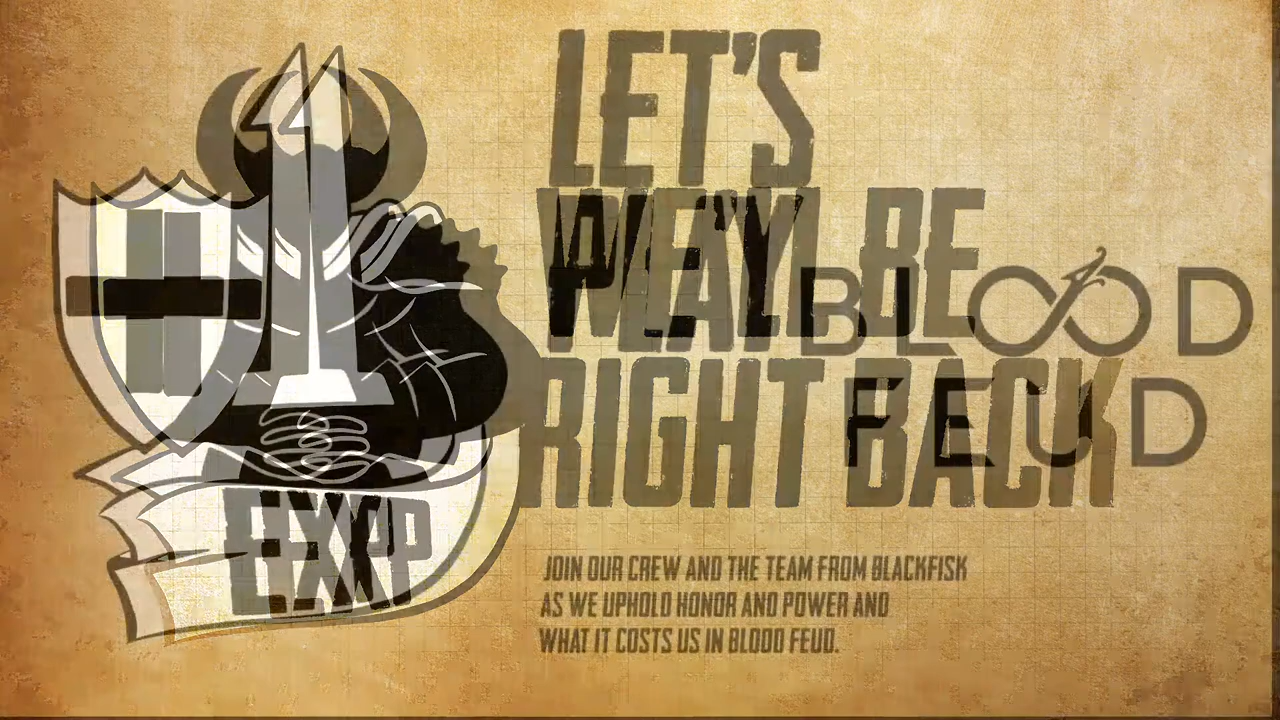 LET'S
PLAY
WE'LL BE
RIGHT BACK
BLOOD
FEUD
EXP
JOIN OUR CREW AND THE TEAM FROM BLACKFISK
AS WE UPHOLD HONOR AND POWER AND
WHAT IT COSTS US IN BLOOD FEUD.